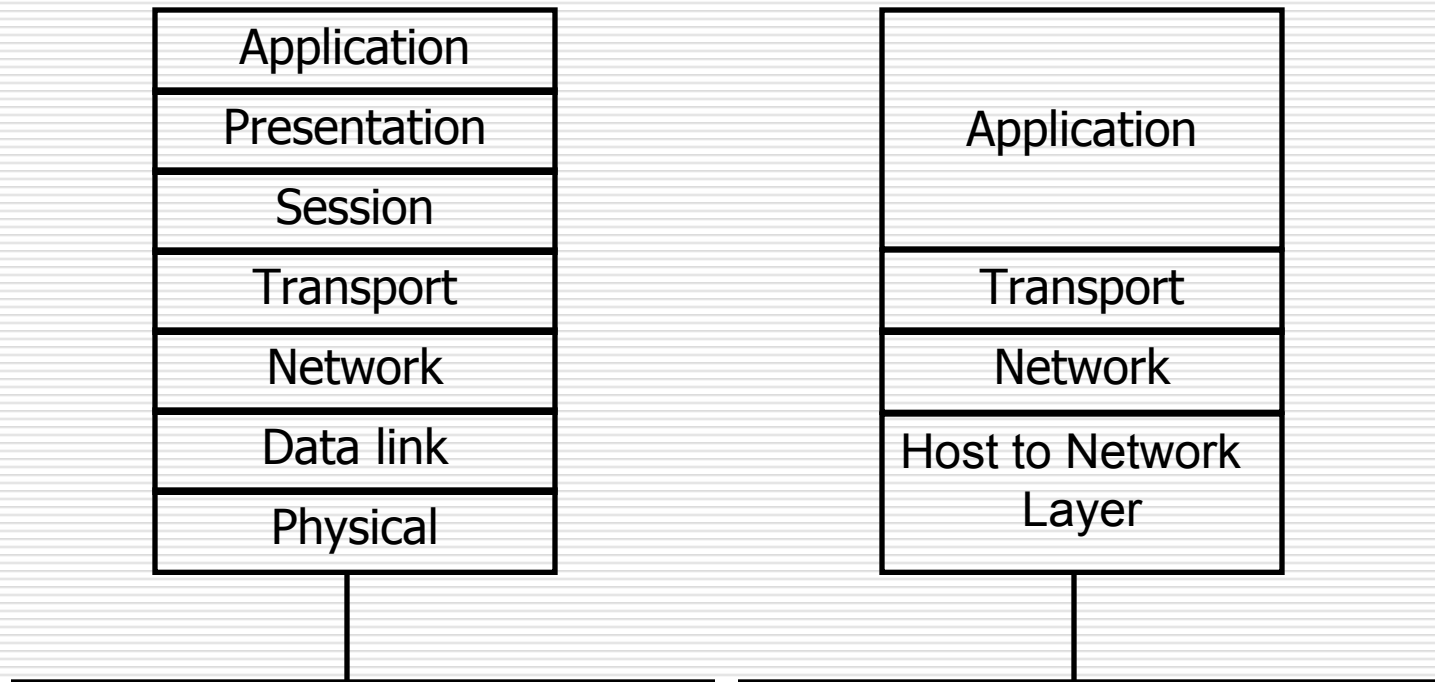 Application
Presentation
Session
Transport
Network
Data link
Physical
Application
Transport
Network
Host to Network
Layer